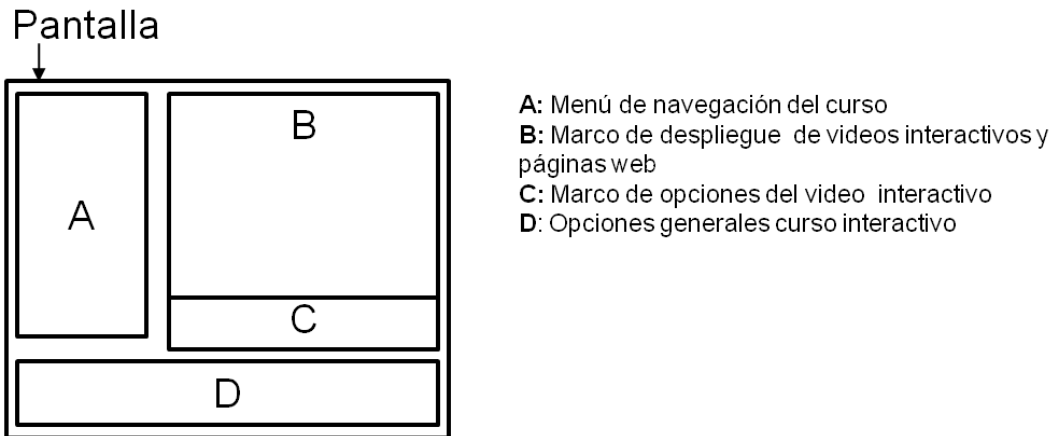 Pantalla
A
B
C
D
A: Menú de navegación del curso
B: Marco de despliegue de videos interactivos y
páginas web
C: Marco de opciones del video interactivo
D: Opciones generales curso interactivo